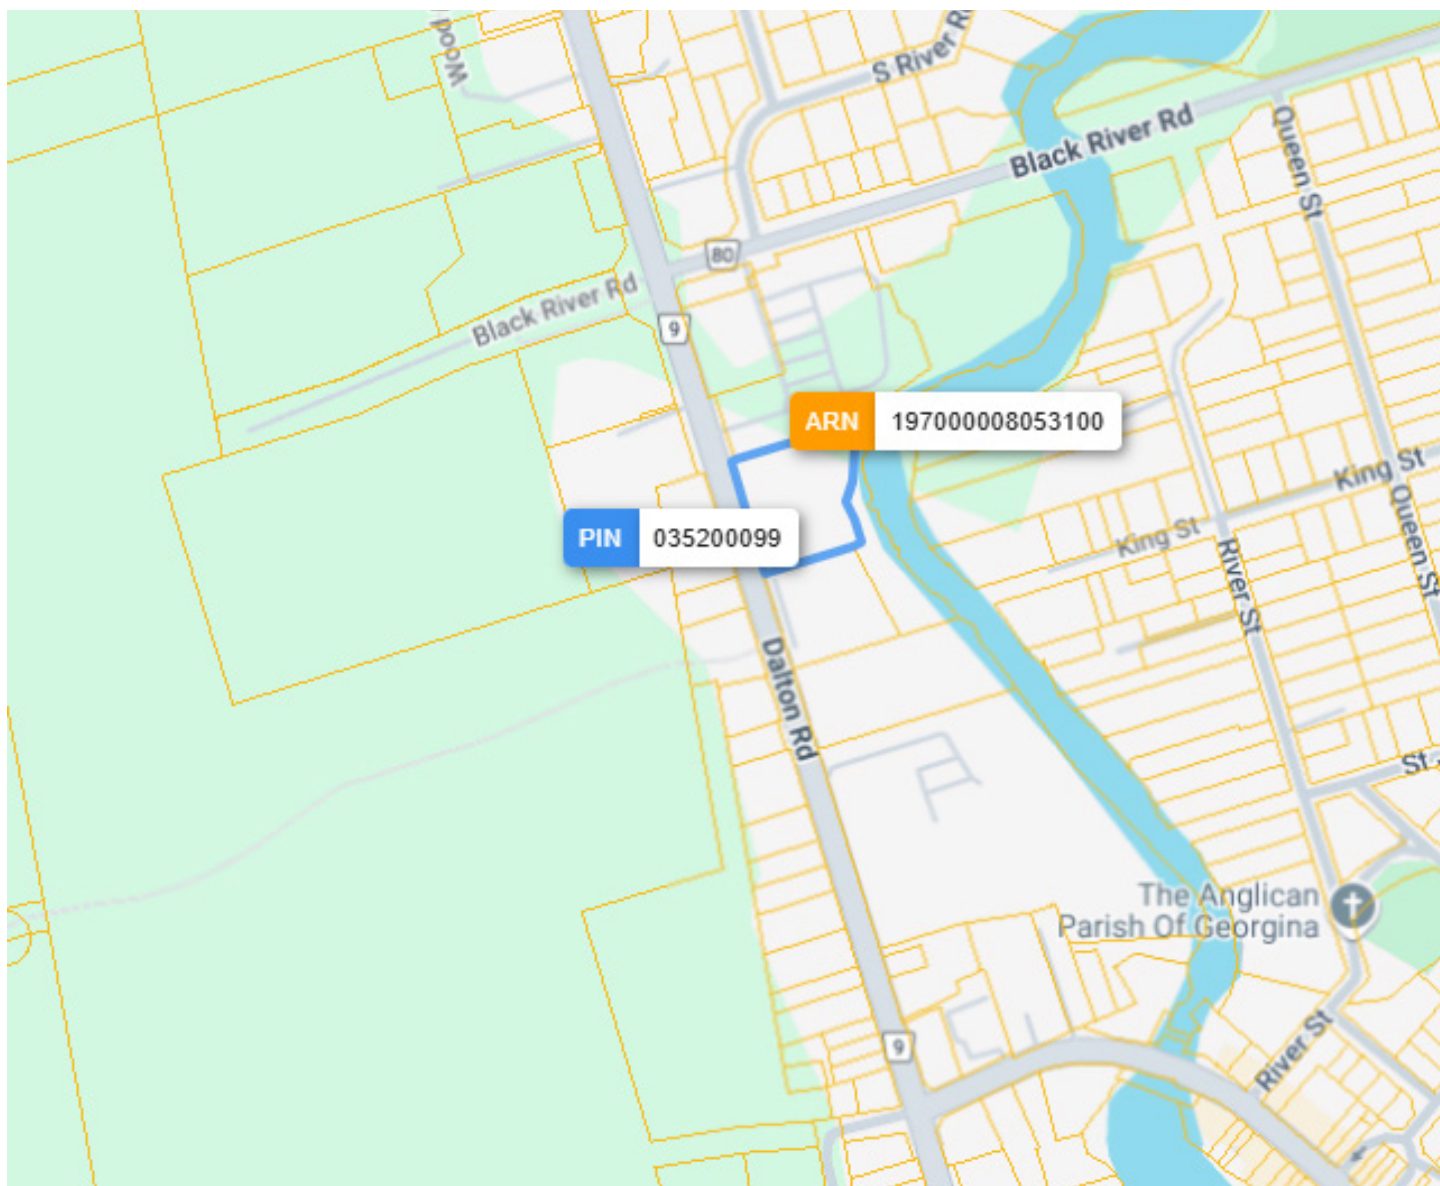 Wood
S River Rd
Black River Rd
Queen St
80
Black River Rd
9
ARN 197000008053100
King St
Queen St
PIN 035200099
King St
River St
Dalton Rd
St
The Anglican
Parish Of Georgina
9
River St